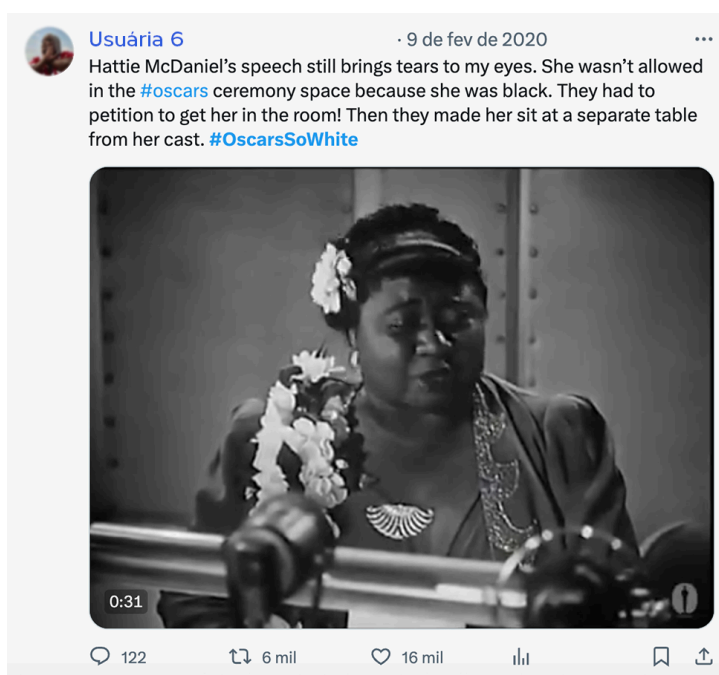 Usuária 6 · 9 de fev de 2020
Hattie McDaniel’s speech still brings tears to my eyes. She wasn’t allowed
in the #oscars ceremony space because she was black. They had to
petition to get her in the room! Then they made her sit at a separate table
from her cast. #OscarsSoWhite
0:31
122 6 mil 16 mil